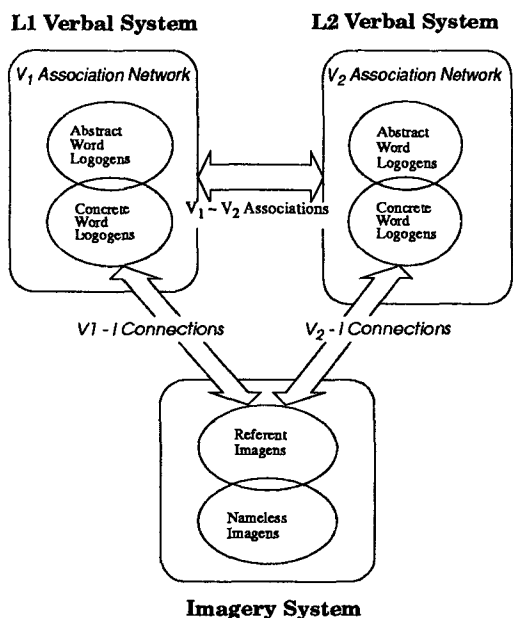 L1 Verbal System
L2 Verbal System
V1 Association Network
V2 Association Network
Abstract
Word
Logogens
Abstract
Word
Logogens
Concrete
Word
Logogens
Concrete
Word
Logogens
V1 – V2 Associations
V1 - I Connections
V2 - I Connections
Referent
Imagens
Nameless
Imagens
Imagery System